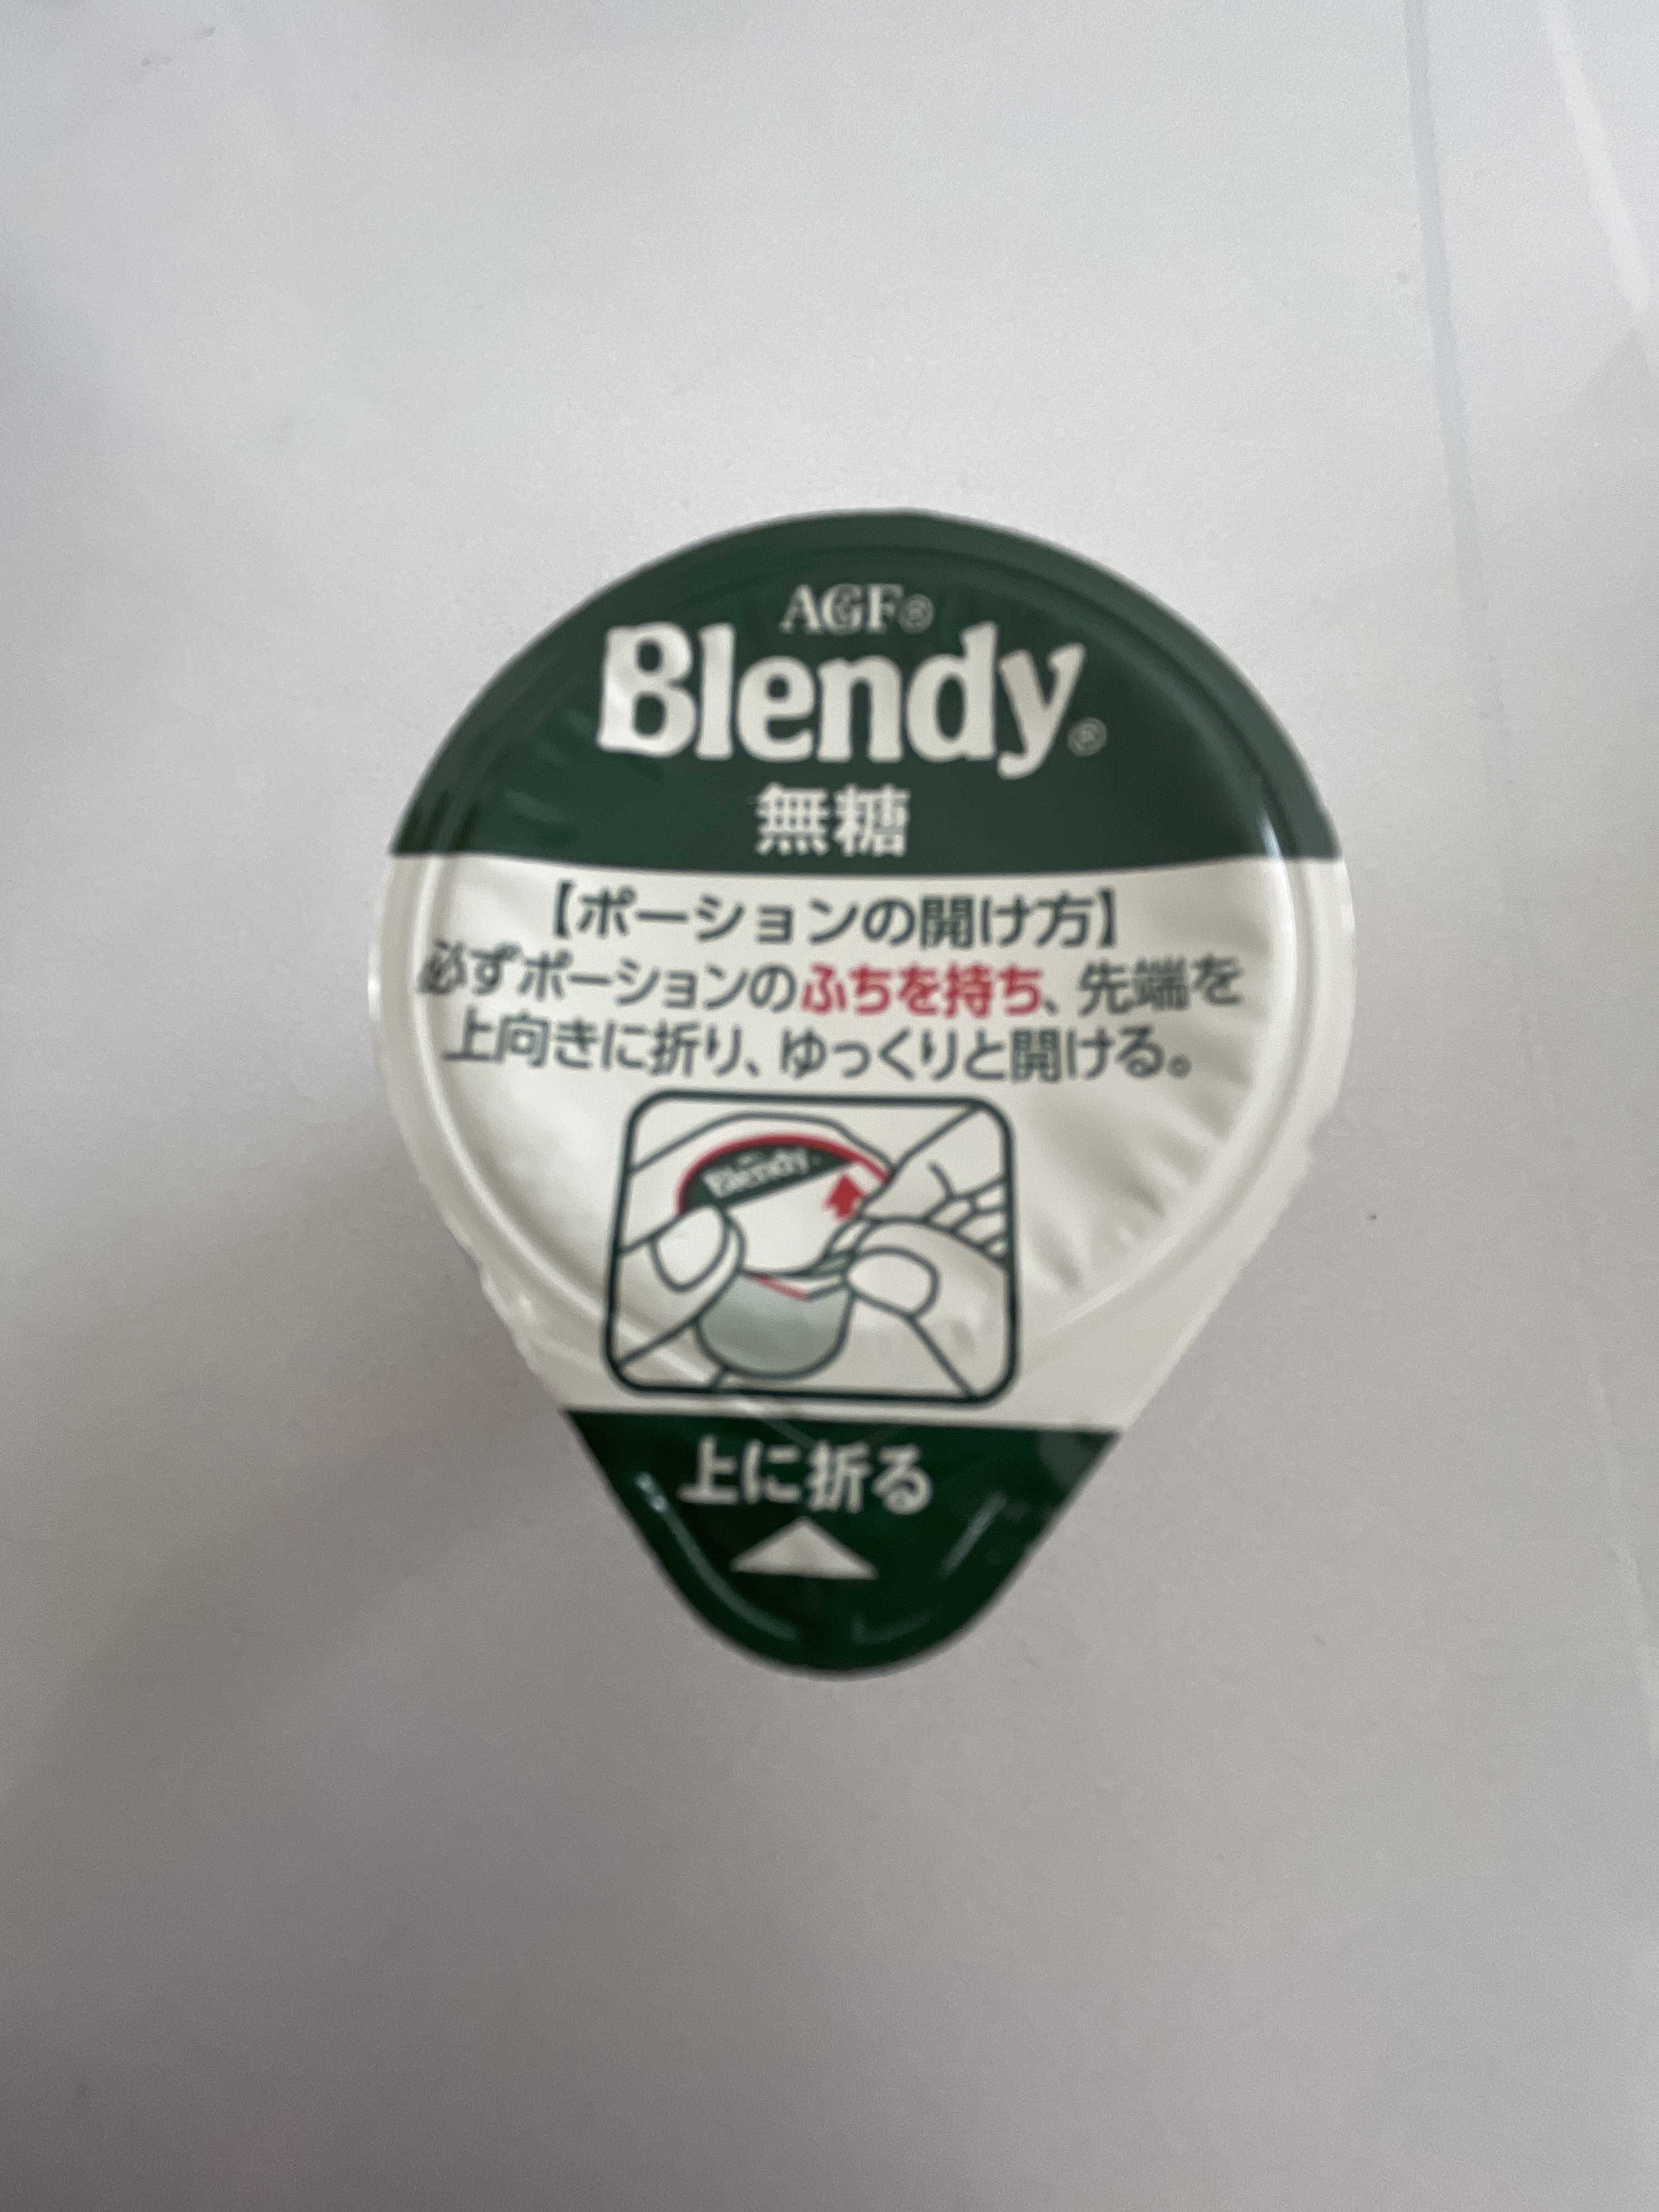 AGF®
Blendy®
無糖
【ポーションの開け方】
必ずポーションのふちを持ち、先端を
上向きに折り、ゆっくりと開ける。
Blendy
上に折る